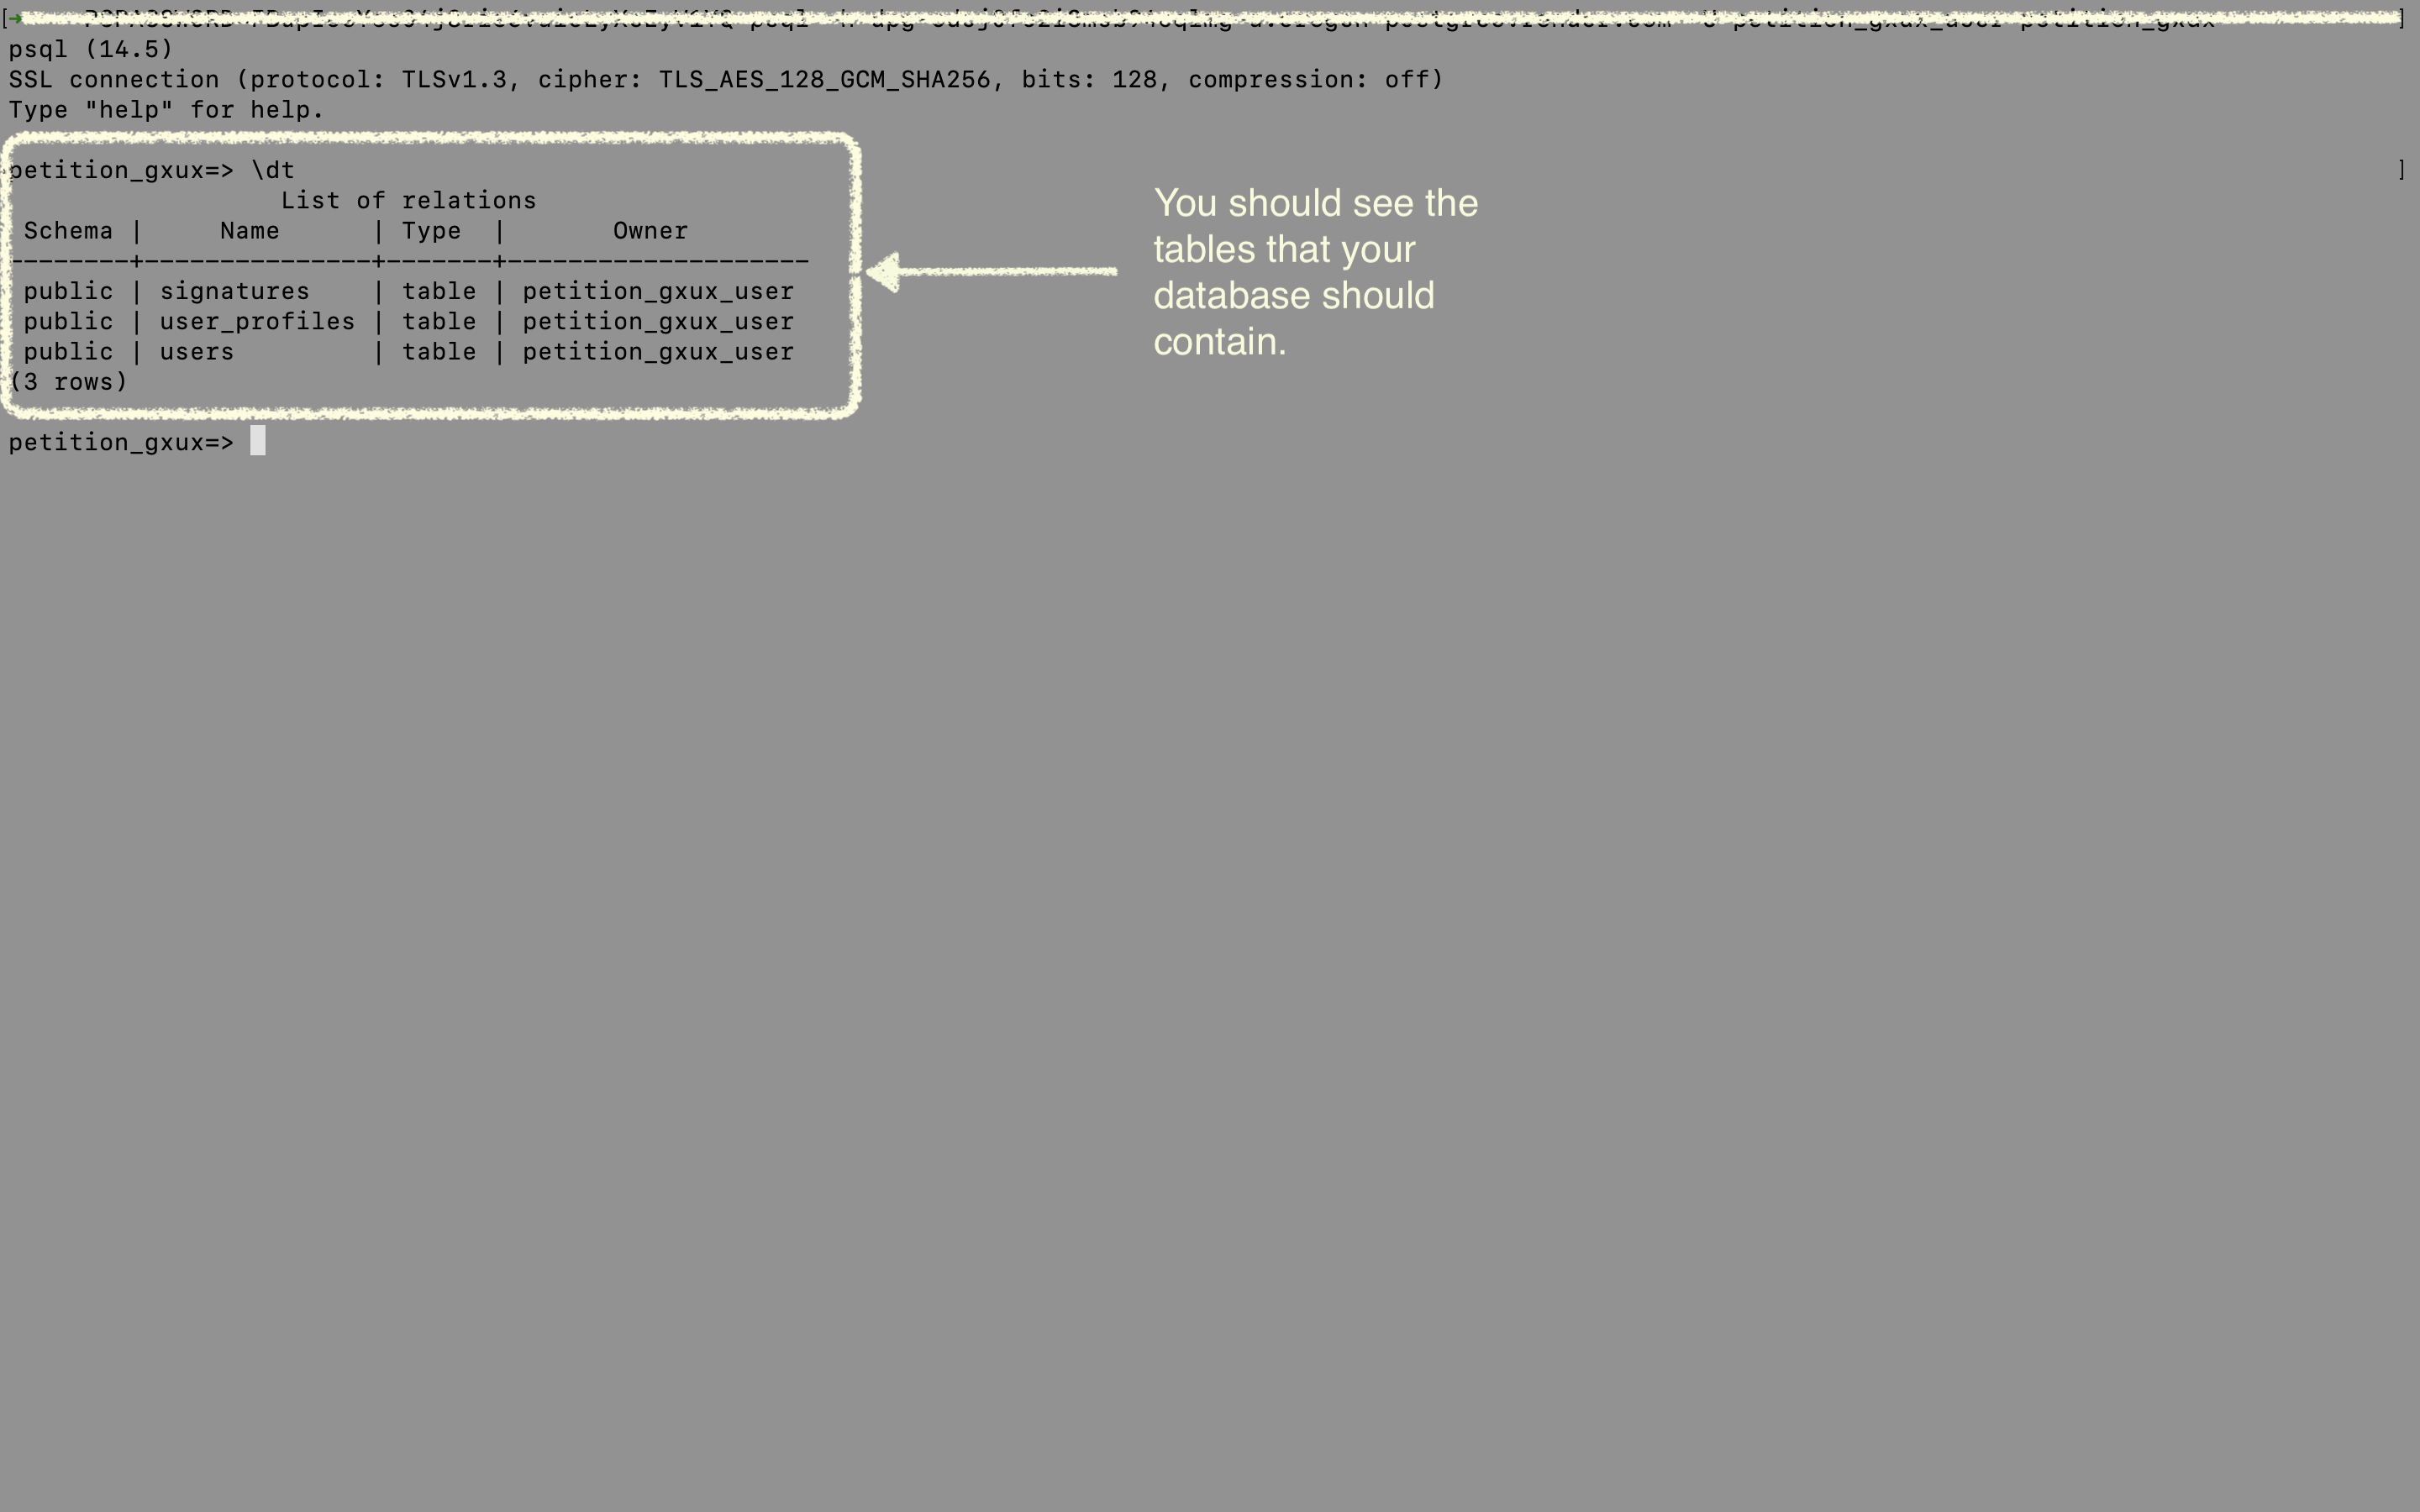 psql (14.5)
SSL connection (protocol: TLSv1.3, cipher: TLS_AES_128_GCM_SHA256, bits: 128, compression: off)
Type "help" for help.
petition_gxux=> \dt
List of relations
Schema | Name | Type | Owner
--------+---------------+-------+--------------------
public | signatures | table | petition_gxux_user
public | user_profiles | table | petition_gxux_user
public | users | table | petition_gxux_user
(3 rows)
petition_gxux=>
You should see the
tables that your
database should
contain.